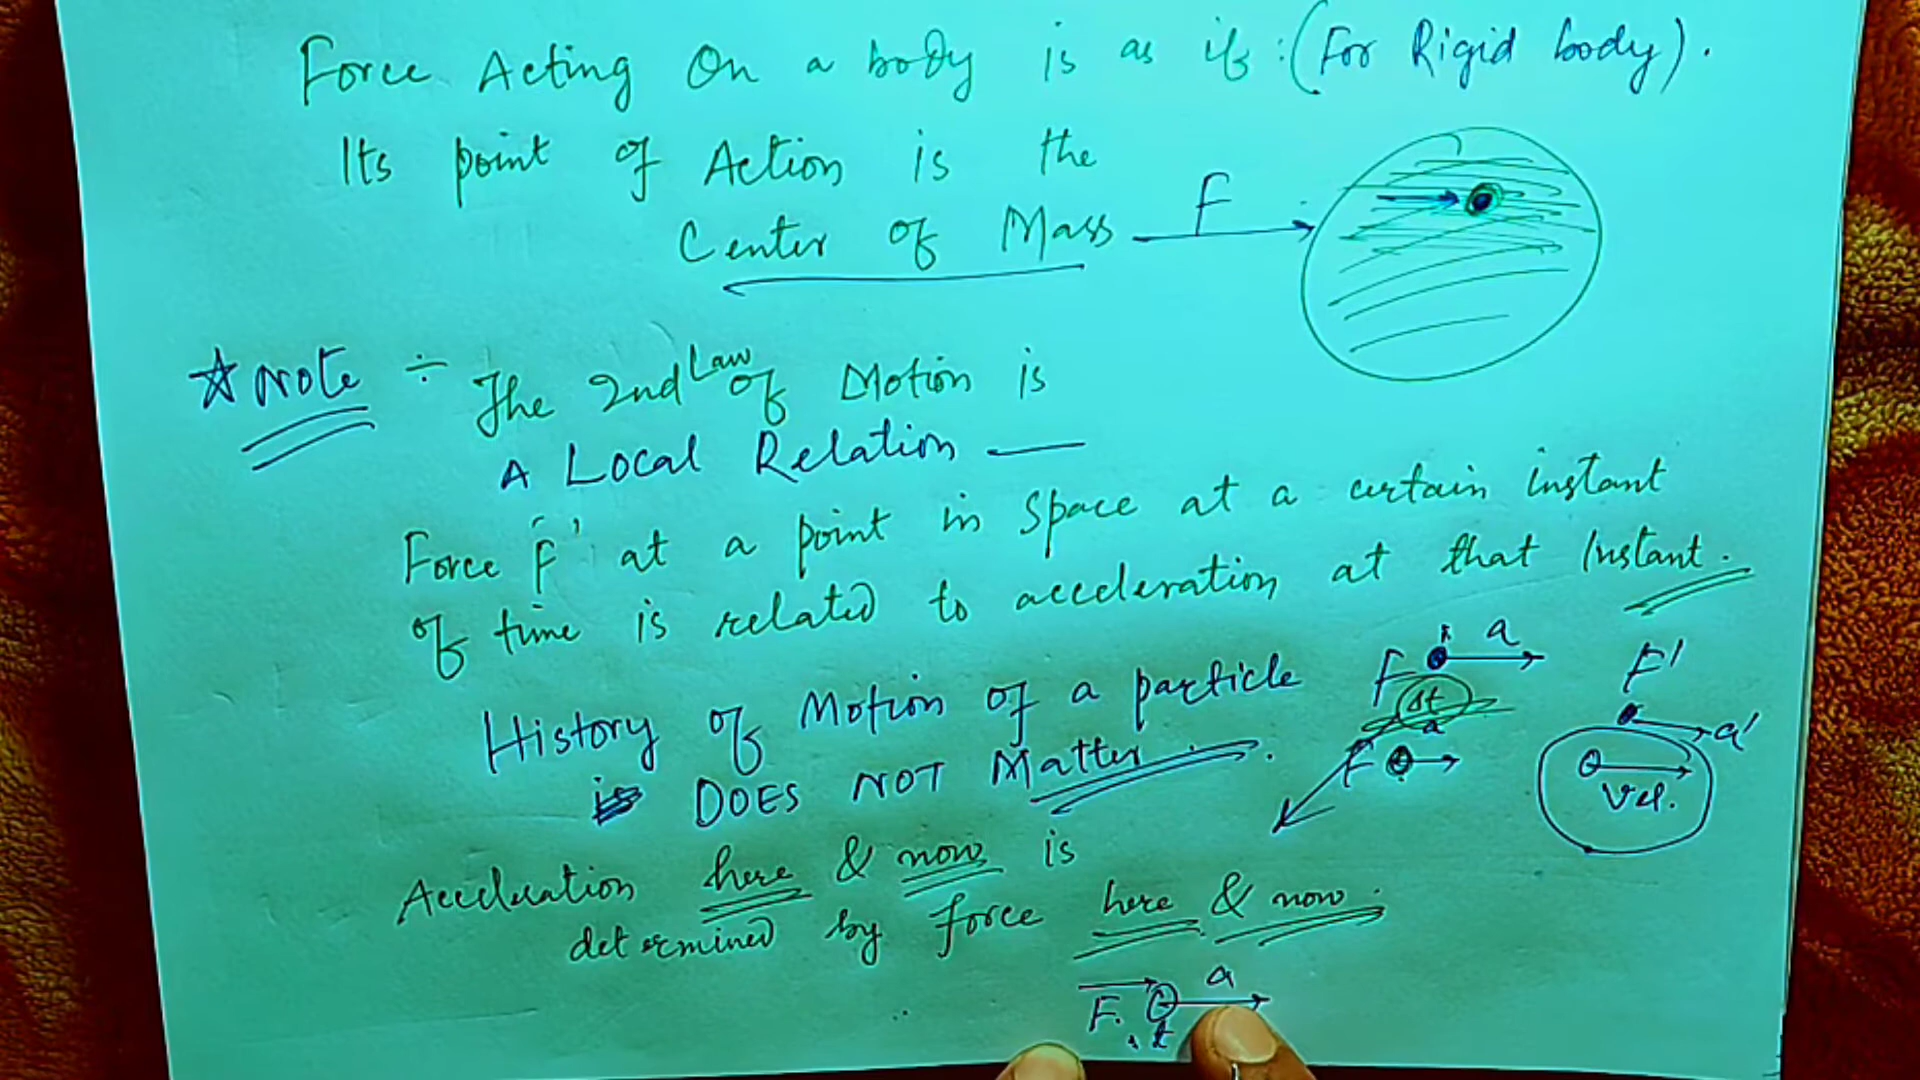 Force Acting On a body is as if :(For Rigid body).
Its point of Action is the
Center of Mass
F
☆ Note ÷ The 2nd Law of Motion is
A Local Relation —
Force 'F' at a point in Space at a certain instant
of time is related to acceleration at that Instant.
History of Motion of a particle
DOES NOT Matter.
F a
Δt
F a
F' a'
Vel.
Acceleration here & now is
determined by force here & now.
F. a
t